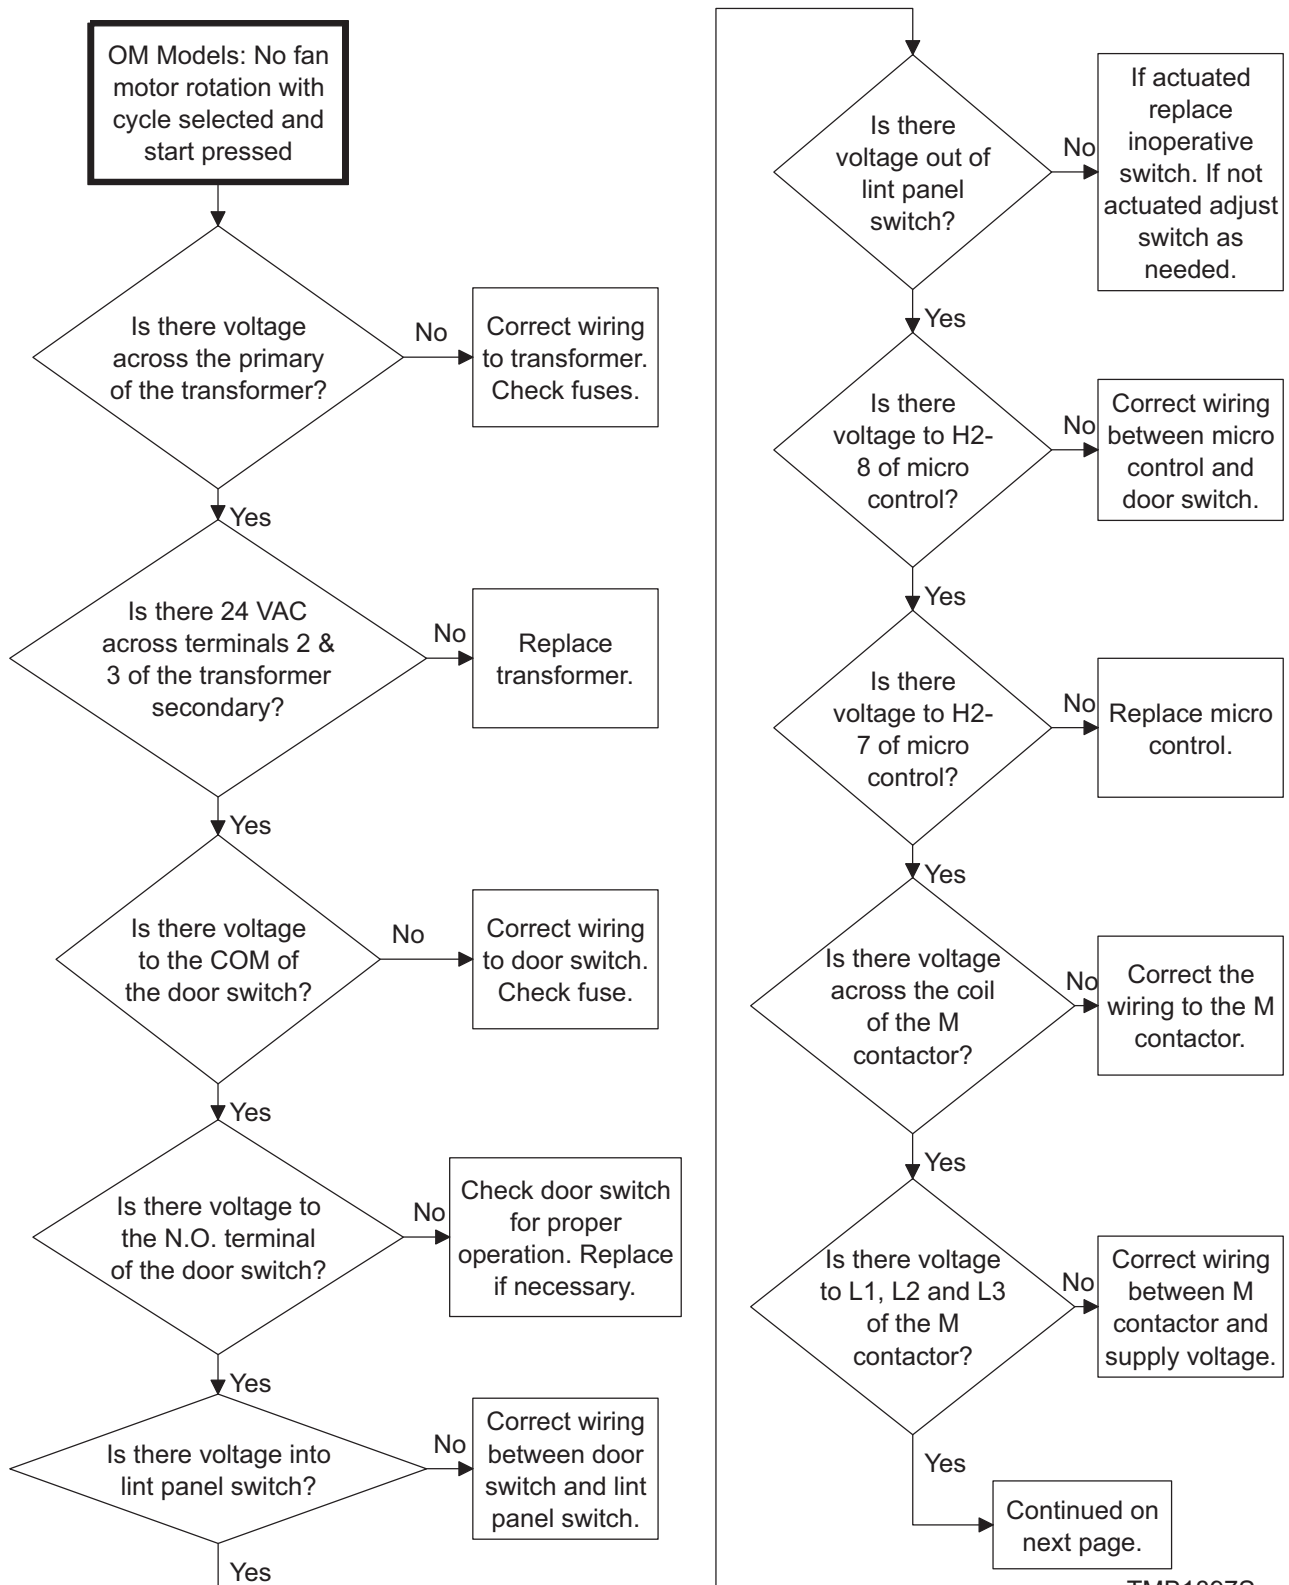 OM Models: No fan
motor rotation with
cycle selected and
start pressed
Is there voltage
across the primary
of the transformer?
No
Correct wiring
to transformer.
Check fuses.
Yes
Is there 24 VAC
across terminals 2 &
3 of the transformer
secondary?
No
Replace
transformer.
Yes
Is there voltage
to the COM of
the door switch?
No
Correct wiring
to door switch.
Check fuse.
Yes
Is there voltage to
the N.O. terminal
of the door switch?
No
Check door switch
for proper
operation. Replace
if necessary.
Yes
Is there voltage into
lint panel switch?
No
Correct wiring
between door
switch and lint
panel switch.
Yes
Is there
voltage out of
lint panel
switch?
No
If actuated
replace
inoperative
switch. If not
actuated adjust
switch as
needed.
Yes
Is there
voltage to H2-
8 of micro
control?
No
Correct wiring
between micro
control and
door switch.
Yes
Is there
voltage to H2-
7 of micro
control?
No
Replace micro
control.
Yes
Is there voltage
across the coil
of the M
contactor?
No
Correct the
wiring to the M
contactor.
Yes
Is there voltage
to L1, L2 and L3
of the M
contactor?
No
Correct wiring
between M
contactor and
supply voltage.
Yes
Continued on
next page.